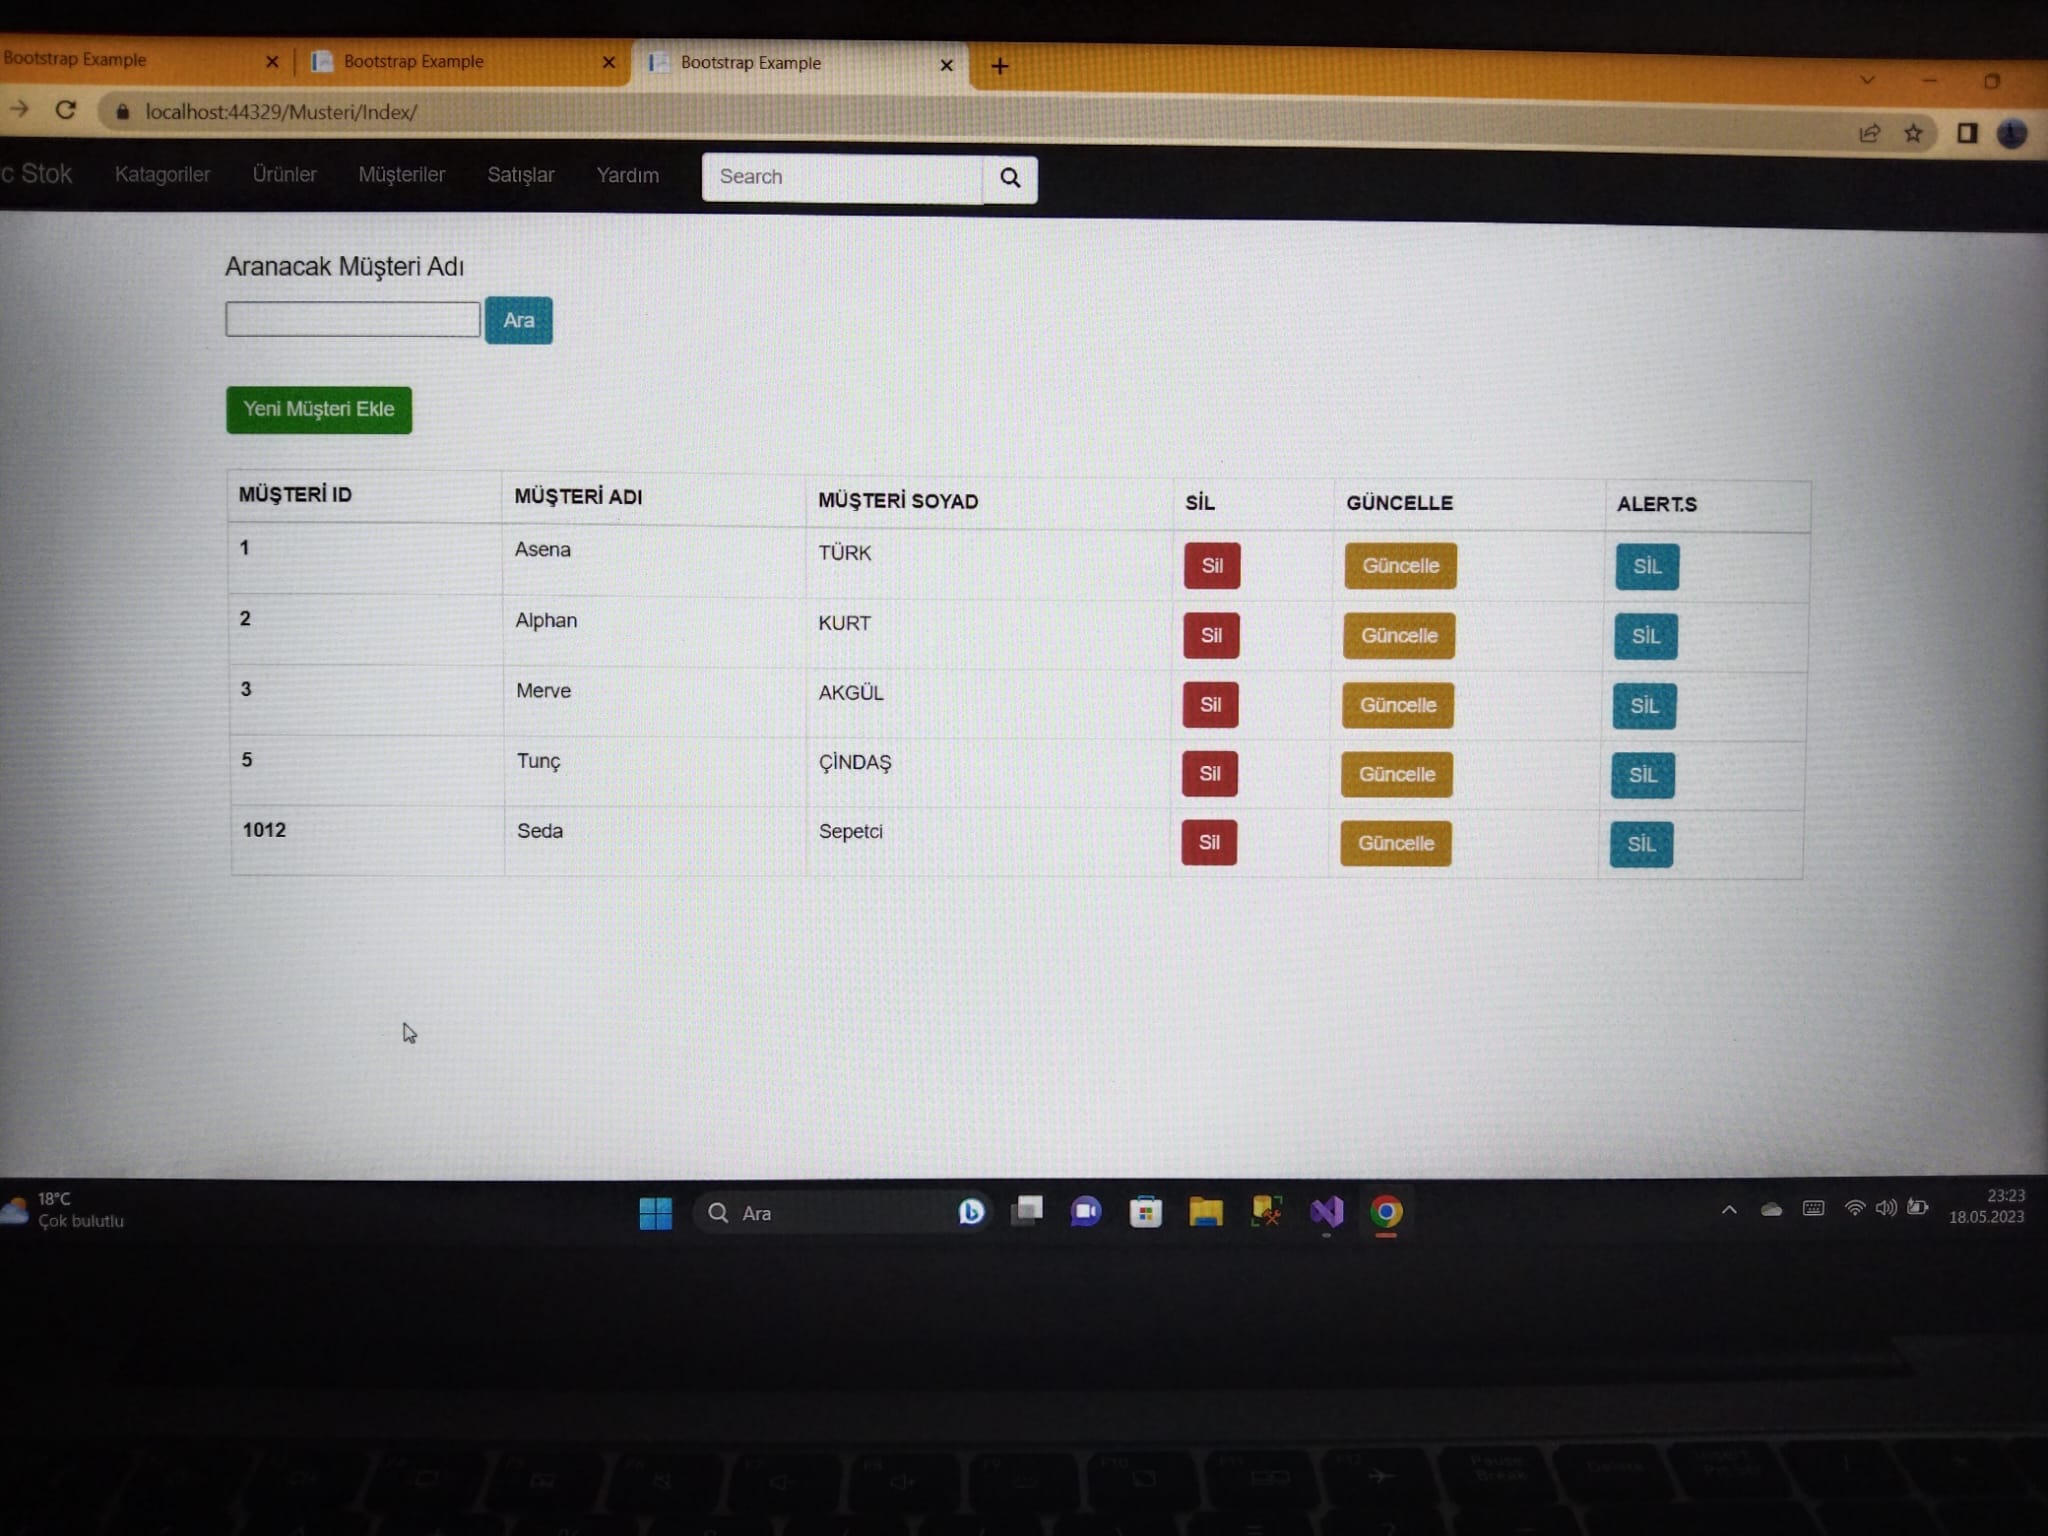 Bootstrap Example
Bootstrap Example
Bootstrap Example
localhost:44329/Musteri/Index/
c Stok Katagoriler Ürünler Müşteriler Satışlar Yardım Search
Aranacak Müşteri Adı
Ara
Yeni Müşteri Ekle
MÜŞTERİ ID MÜŞTERİ ADI MÜŞTERİ SOYAD SİL GÜNCELLE ALERT.S
1 Asena TÜRK Sil Güncelle SİL
2 Alphan KURT Sil Güncelle SİL
3 Merve AKGÜL Sil Güncelle SİL
5 Tunç ÇİNDAŞ Sil Güncelle SİL
1012 Seda Sepetci Sil Güncelle SİL
18°C
Çok bulutlu
Ara
23:23
18.05.2023
Pause
Break
Delete